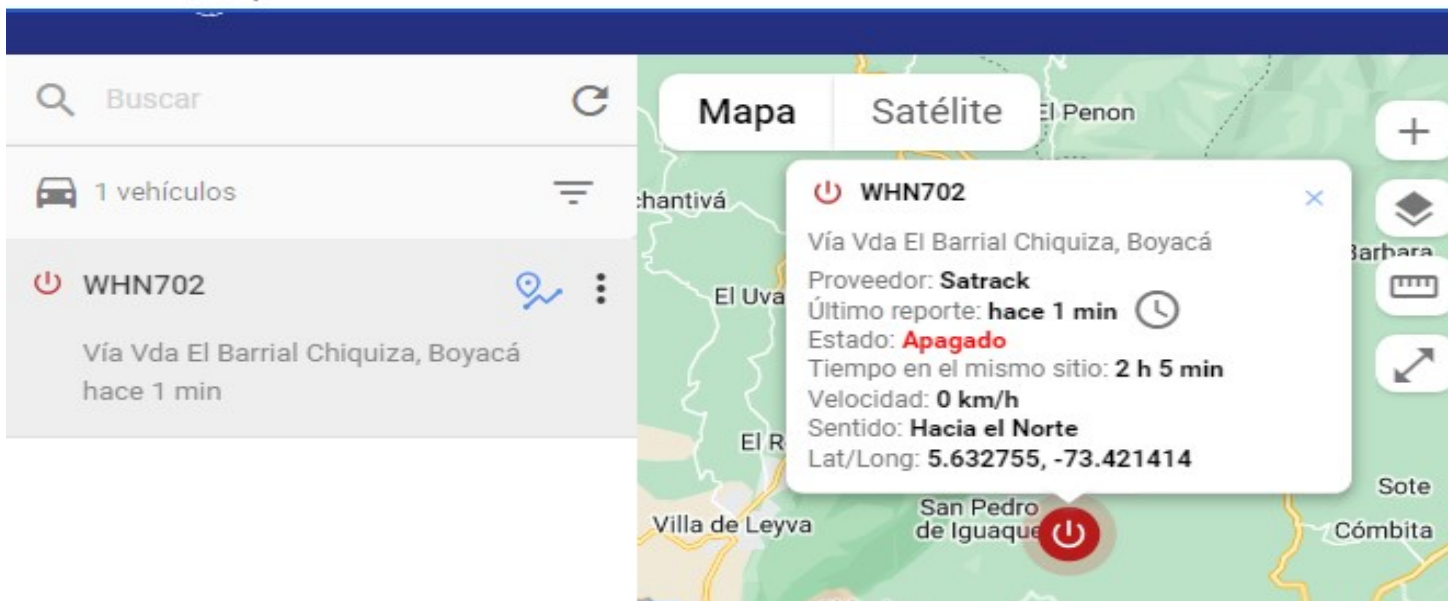 Buscar
1 vehículos
WHN702
Vía Vda El Barrial Chiquiza, Boyacá
hace 1 min
Mapa
Satélite
El Penon
chantivá
WHN702
Vía Vda El Barrial Chiquiza, Boyacá
Proveedor: Satrack
Último reporte: hace 1 min
Estado: Apagado
Tiempo en el mismo sitio: 2 h 5 min
Velocidad: 0 km/h
Sentido: Hacia el Norte
Lat/Long: 5.632755, -73.421414
Barbara
El Uva
El R
Villa de Leyva
San Pedro
de Iguaque
Sote
Cómbita